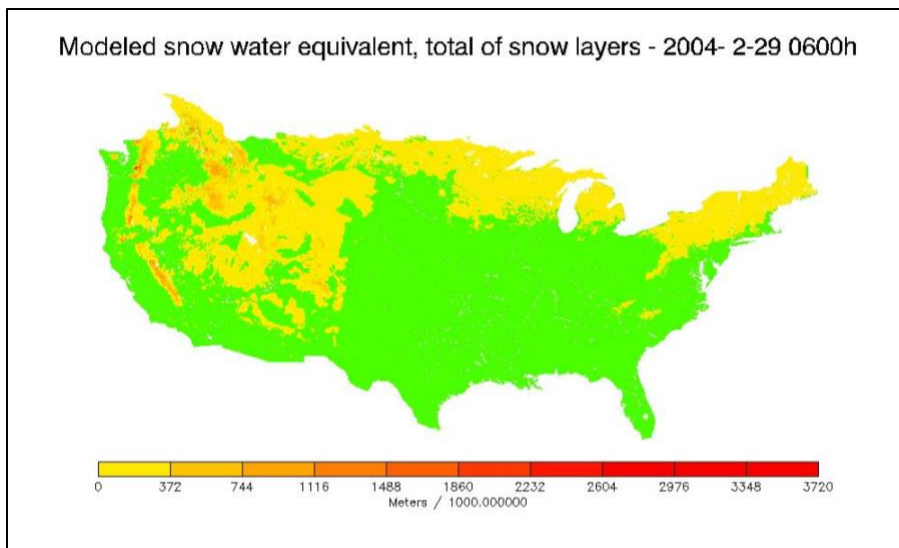 Modeled snow water equivalent, total of snow layers - 2004- 2-29 0600h
0 372 744 1116 1488 1860 2232 2604 2976 3348 3720
Meters / 1000.000000